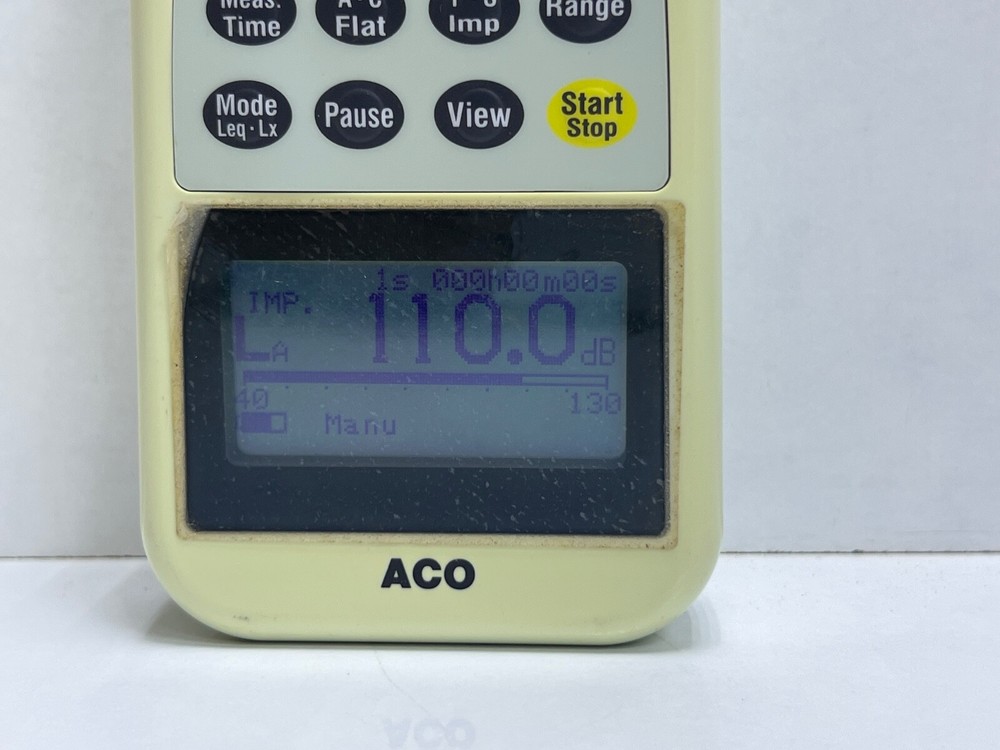 Meas.
Time
A·C
Flat
Imp
Range
Mode
Leq·Lx
Pause
View
Start
Stop
1s 000h00m00s
IMP.
LA 110.0 dB
40 130
Manu
ACO